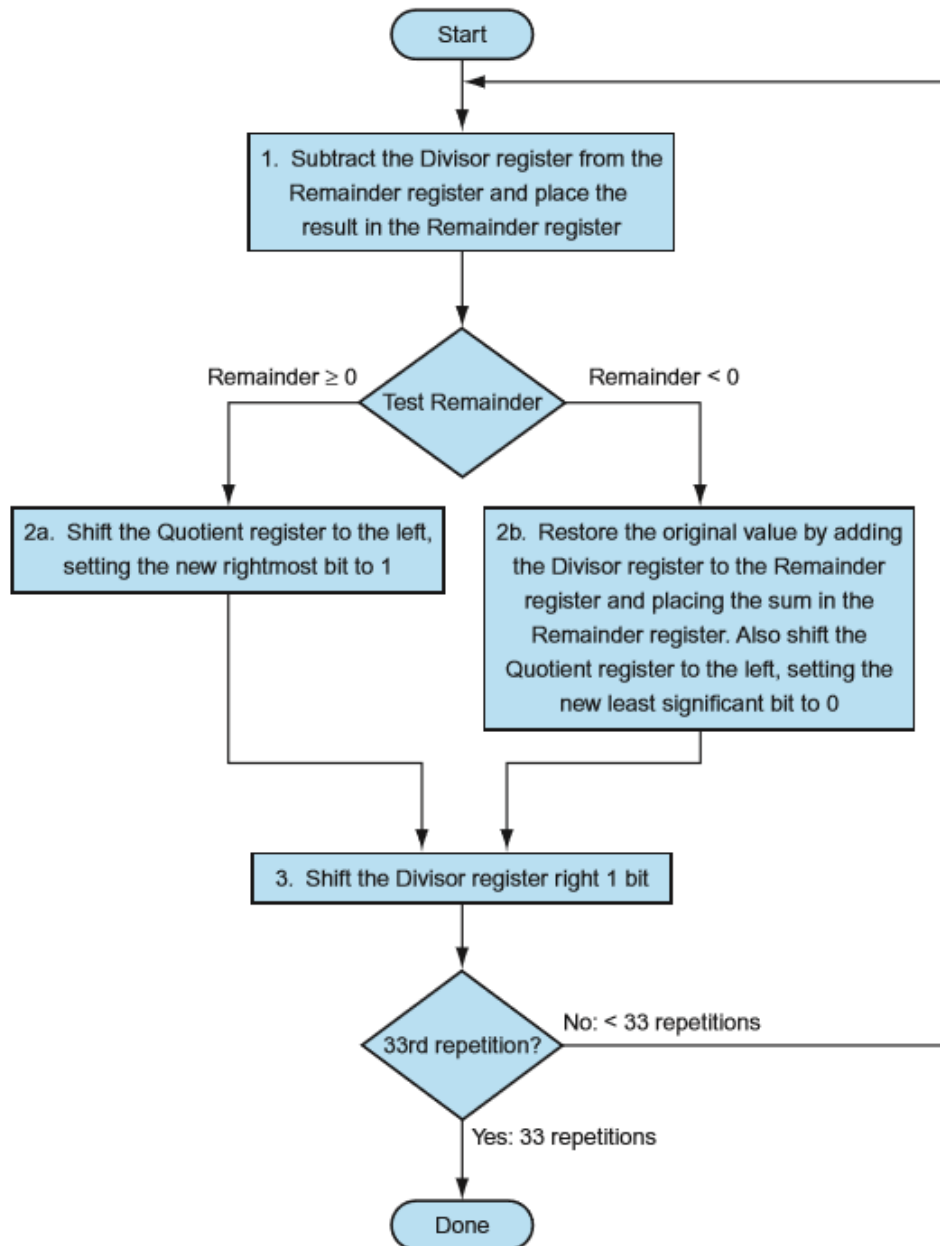 Start
1. Subtract the Divisor register from the
Remainder register and place the
result in the Remainder register
Remainder ≥ 0
Remainder < 0
Test Remainder
2a. Shift the Quotient register to the left,
setting the new rightmost bit to 1
2b. Restore the original value by adding
the Divisor register to the Remainder
register and placing the sum in the
Remainder register. Also shift the
Quotient register to the left, setting the
new least significant bit to 0
3. Shift the Divisor register right 1 bit
33rd repetition?
No: < 33 repetitions
Yes: 33 repetitions
Done